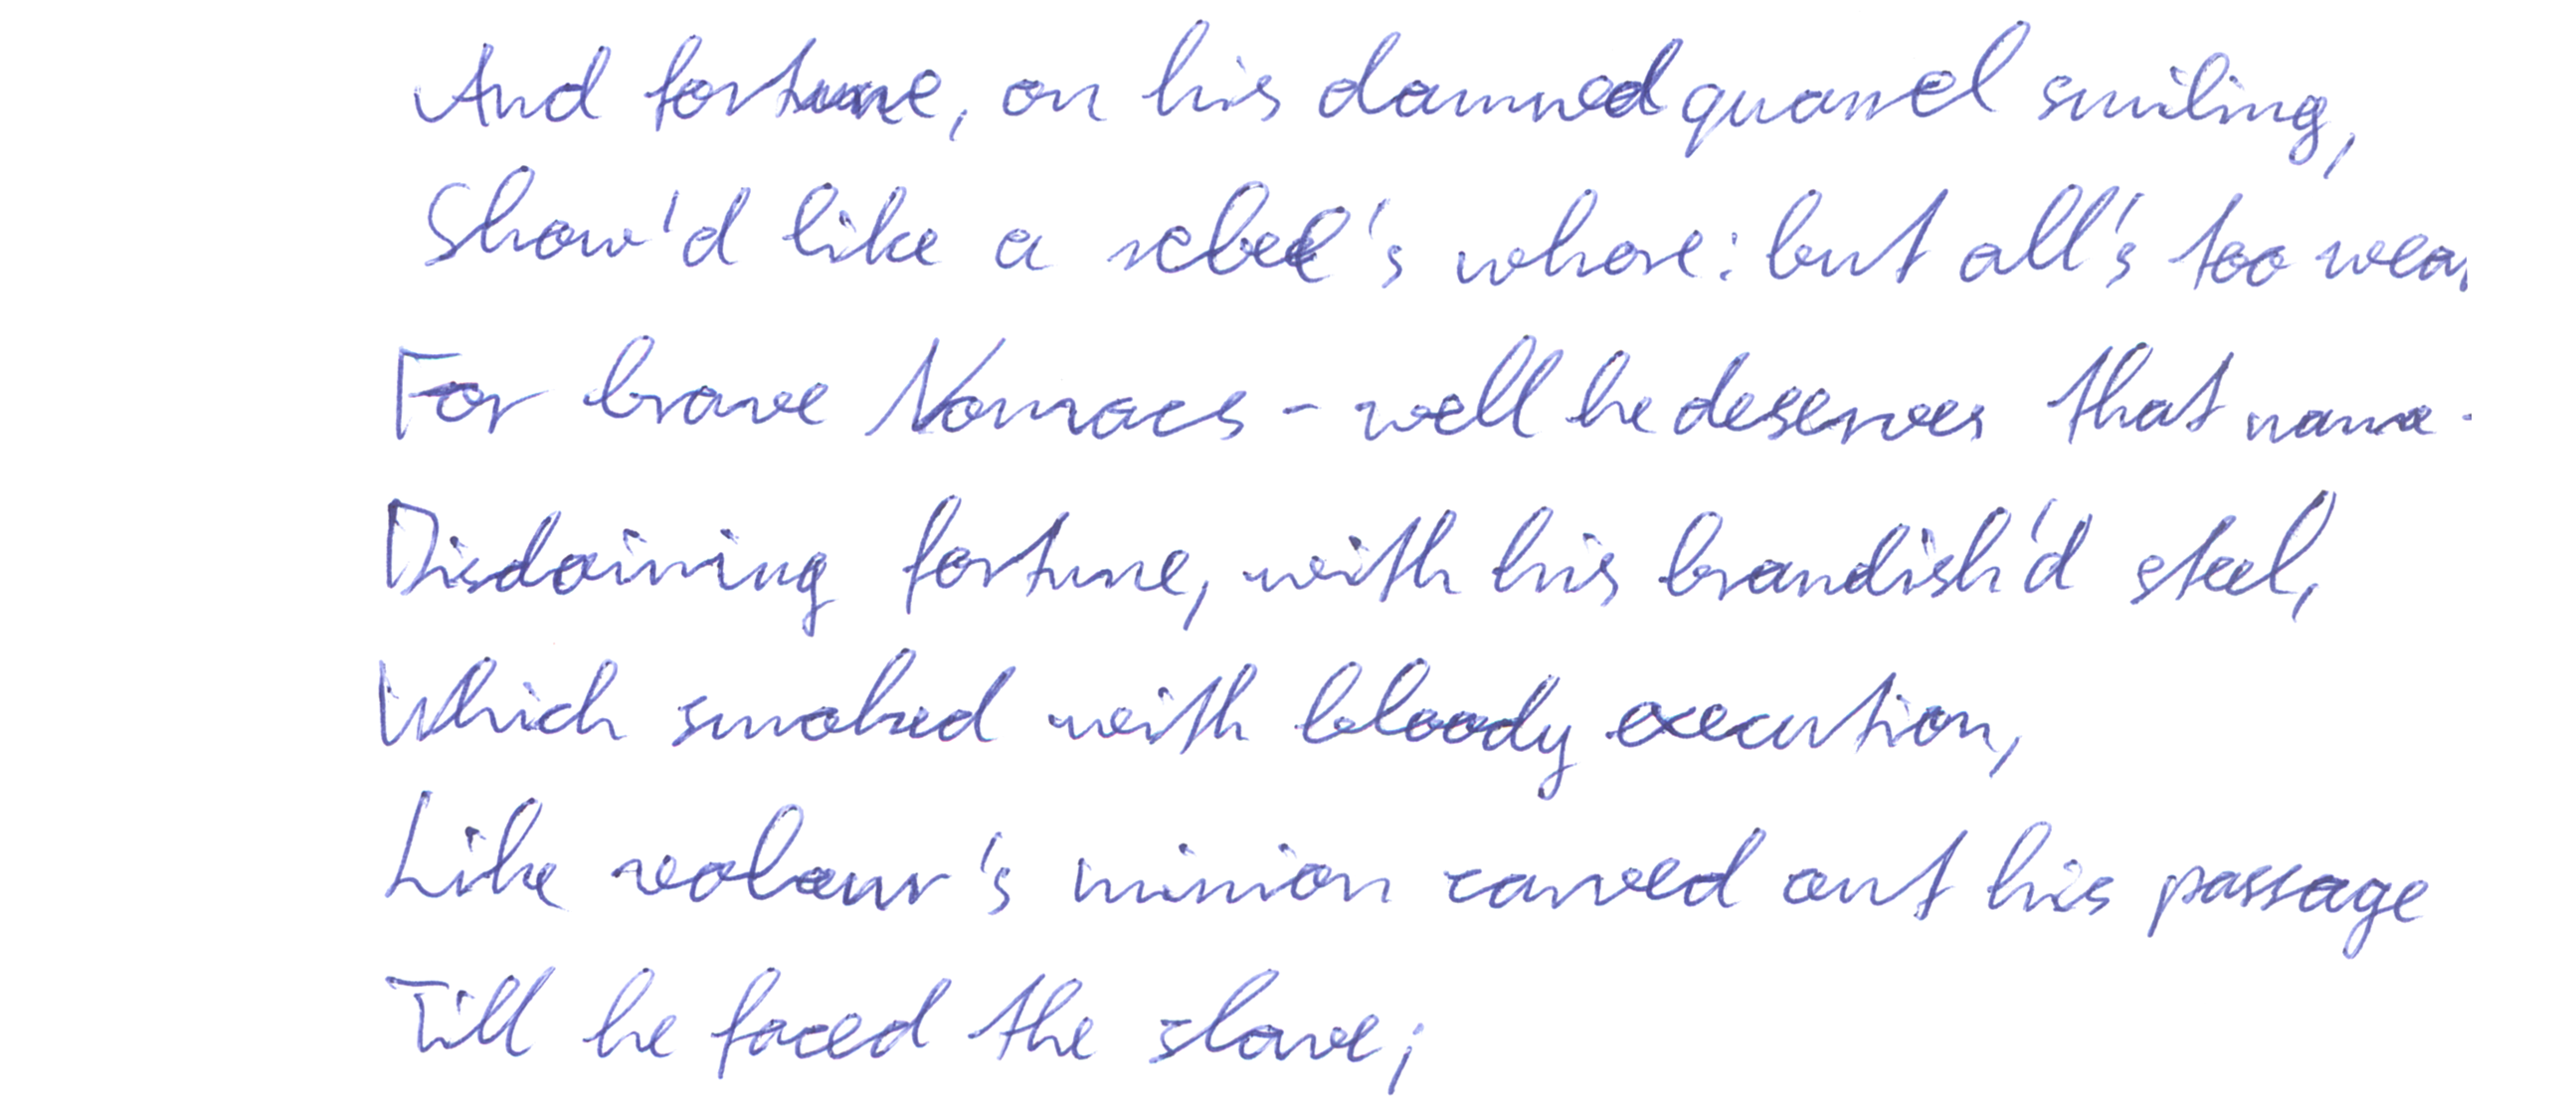 And fortune, on his damned quarrel smiling,
Show'd like a rebel's whore: but all's too wea
For brave Nomacs - well he deserves that name -
Disdaining fortune, with his brandish'd steel,
Which smoked with bloody execution,
Like valour's minion carved out his passage
Till he faced the slave;